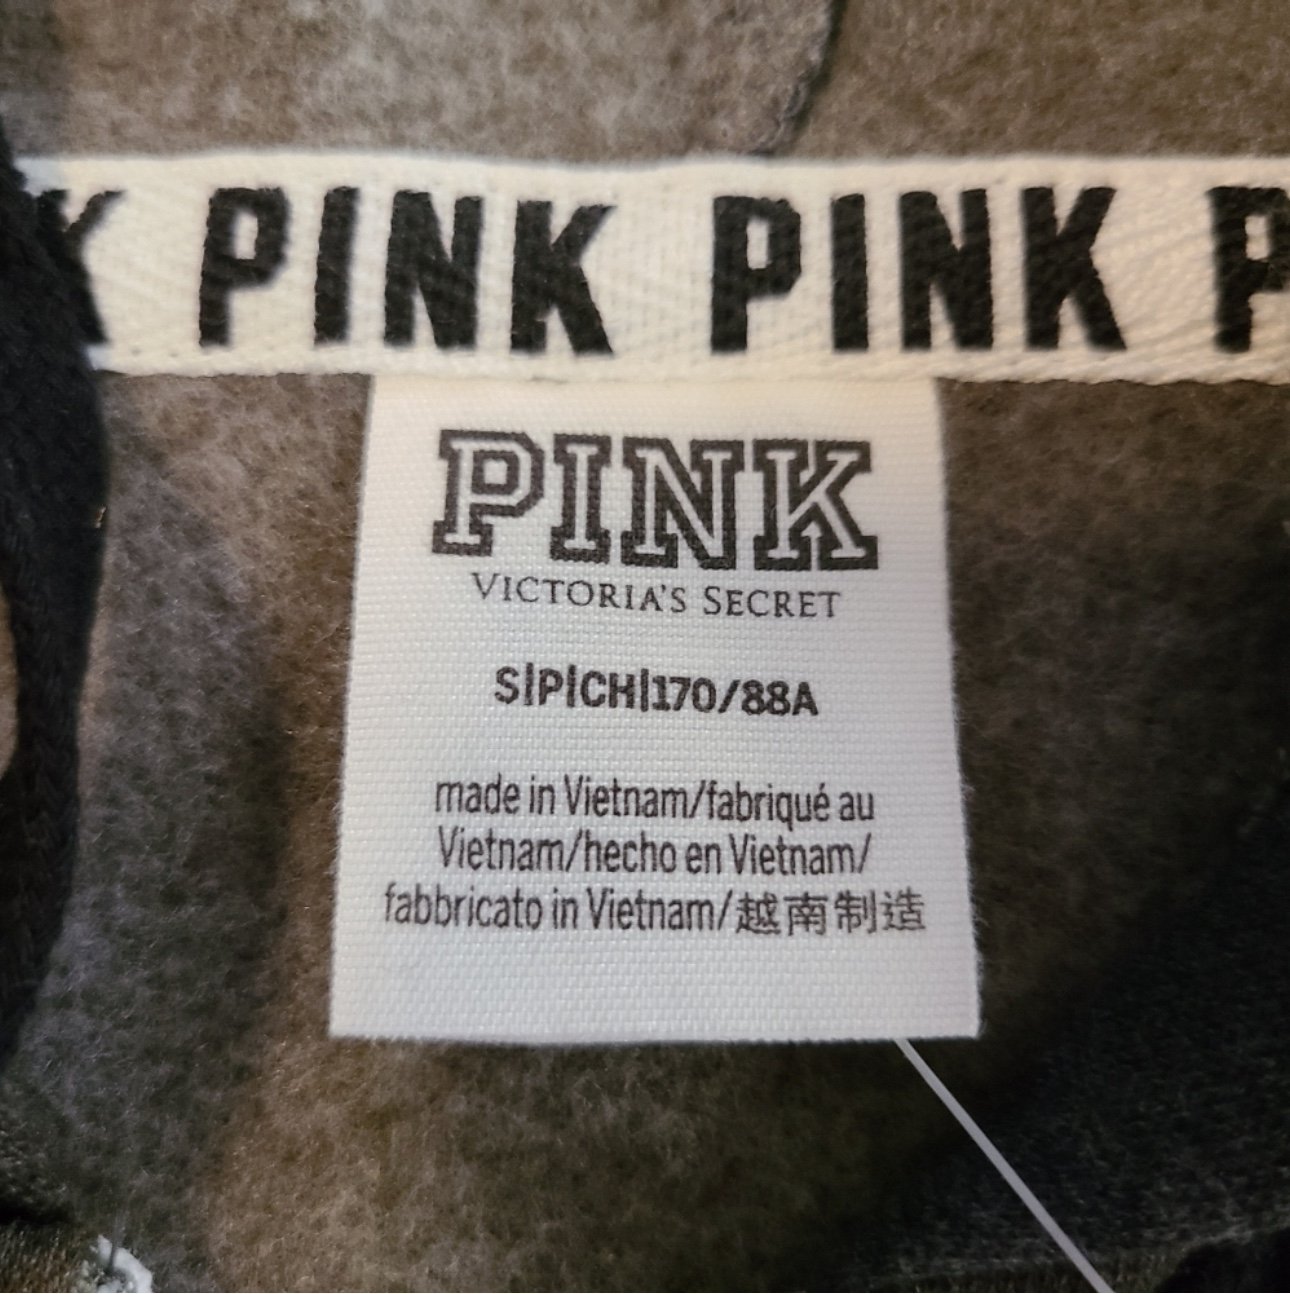 K PINK PINK P
PINK
VICTORIA'S SECRET
S|P|CH|170/88A
made in Vietnam/fabriqué au
Vietnam/hecho en Vietnam/
fabbricato in Vietnam/越南制造